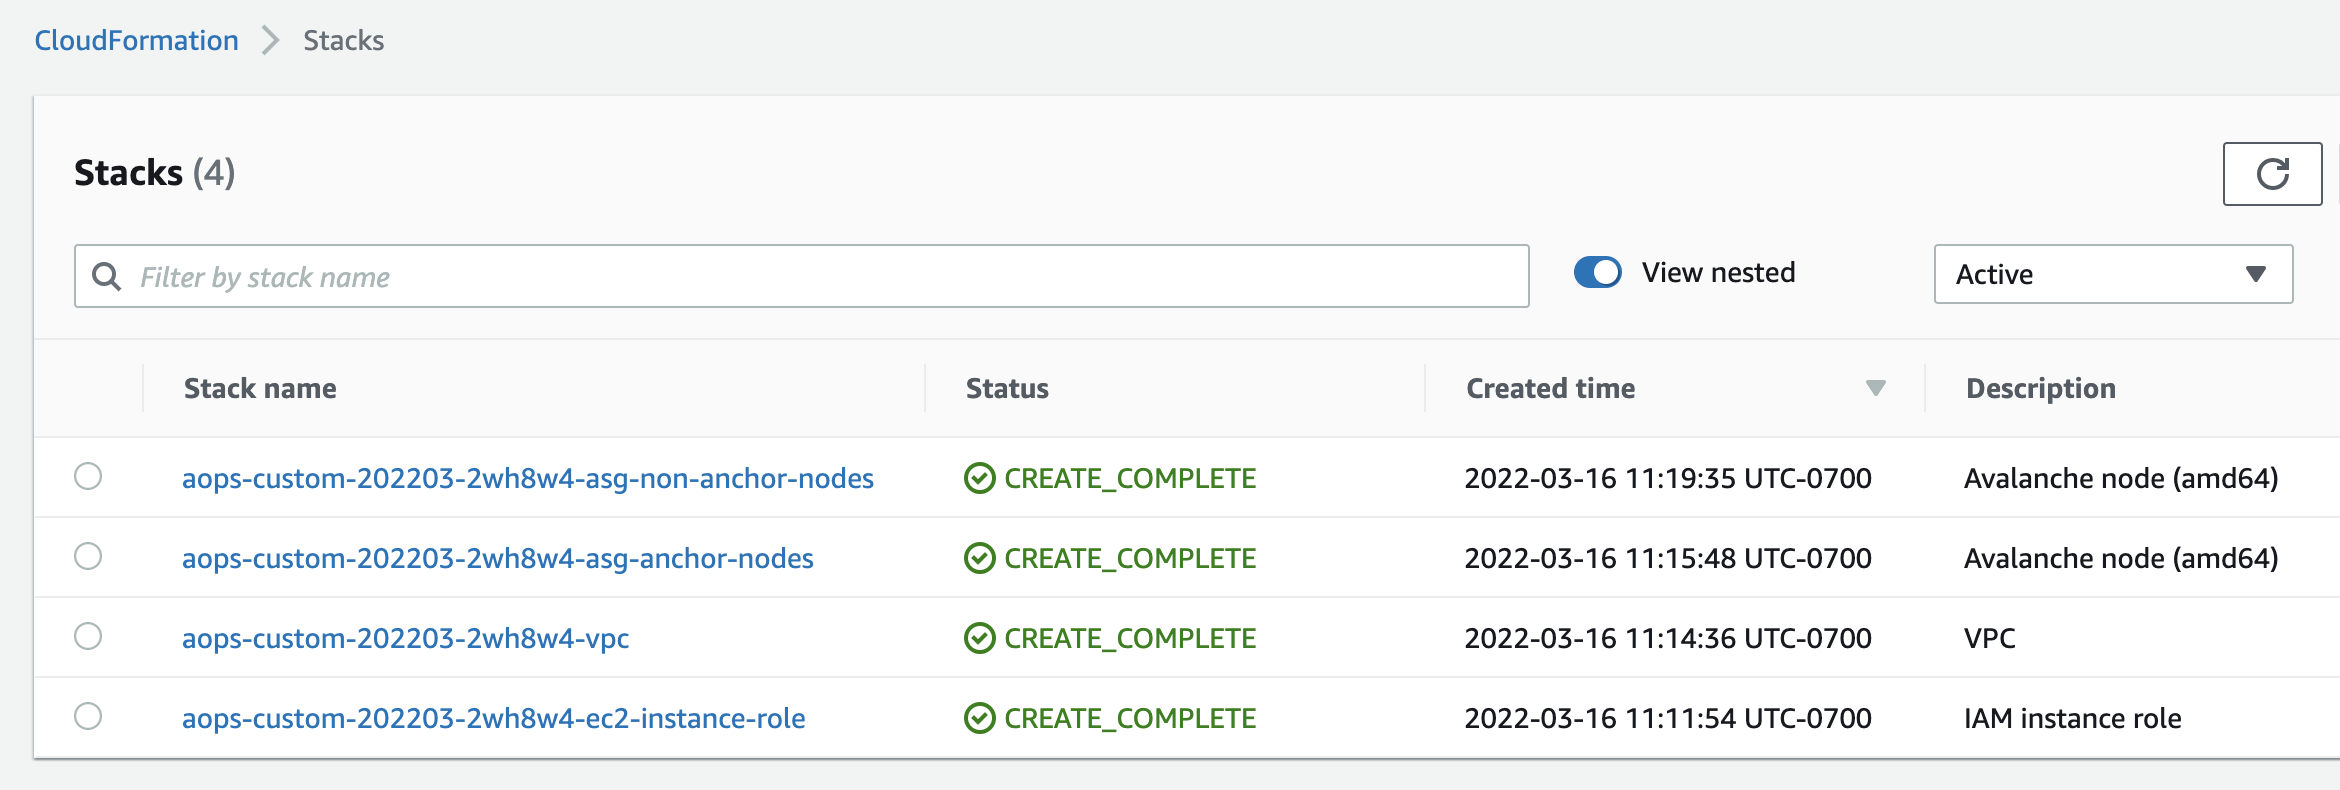 CloudFormation > Stacks
Stacks (4)
Filter by stack name View nested Active
Stack name Status Created time Description
aops-custom-202203-2wh8w4-asg-non-anchor-nodes CREATE_COMPLETE 2022-03-16 11:19:35 UTC-0700 Avalanche node (amd64)
aops-custom-202203-2wh8w4-asg-anchor-nodes CREATE_COMPLETE 2022-03-16 11:15:48 UTC-0700 Avalanche node (amd64)
aops-custom-202203-2wh8w4-vpc CREATE_COMPLETE 2022-03-16 11:14:36 UTC-0700 VPC
aops-custom-202203-2wh8w4-ec2-instance-role CREATE_COMPLETE 2022-03-16 11:11:54 UTC-0700 IAM instance role